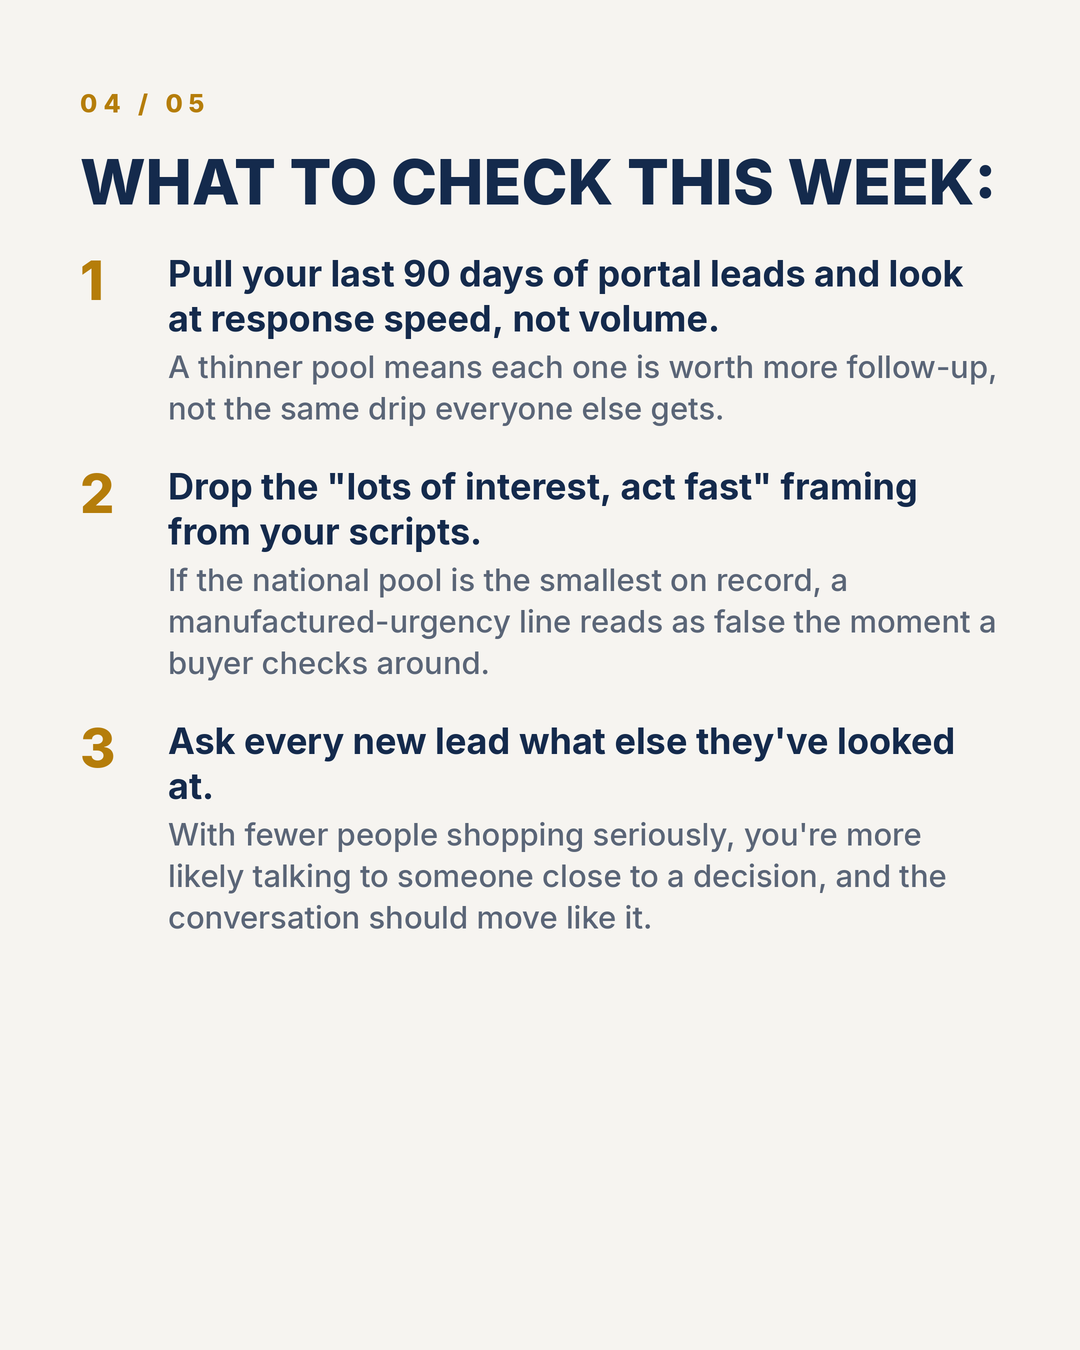 04 / 05
WHAT TO CHECK THIS WEEK:
1
Pull your last 90 days of portal leads and look
at response speed, not volume.
A thinner pool means each one is worth more follow-up,
not the same drip everyone else gets.
2
Drop the "lots of interest, act fast" framing
from your scripts.
If the national pool is the smallest on record, a
manufactured-urgency line reads as false the moment a
buyer checks around.
3
Ask every new lead what else they've looked
at.
With fewer people shopping seriously, you're more
likely talking to someone close to a decision, and the
conversation should move like it.